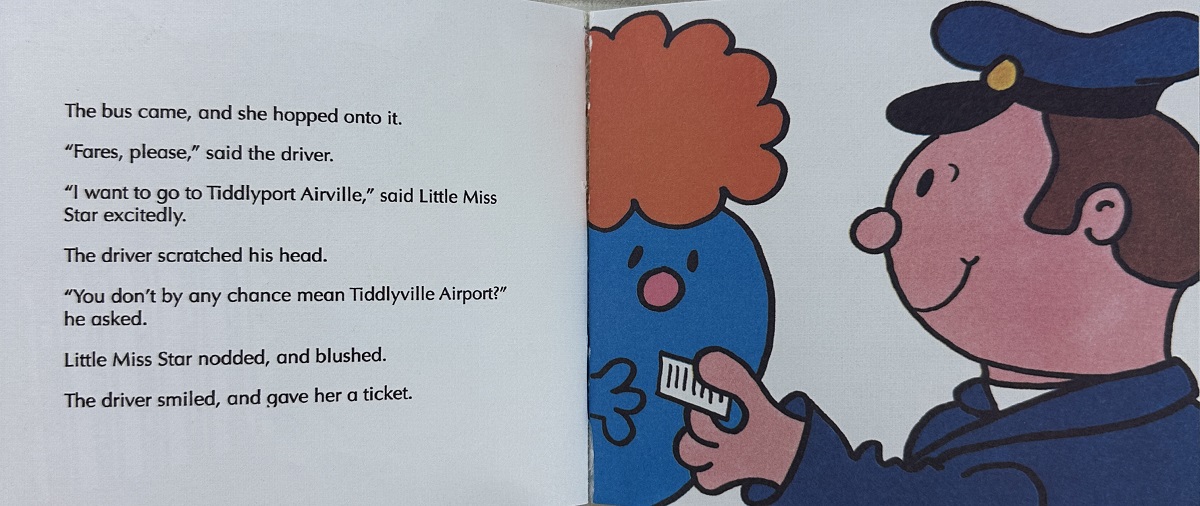 The bus came, and she hopped onto it.
“Fares, please,” said the driver.
“I want to go to Tiddlyport Airville,” said Little Miss
Star excitedly.
The driver scratched his head.
“You don’t by any chance mean Tiddlyville Airport?”
he asked.
Little Miss Star nodded, and blushed.
The driver smiled, and gave her a ticket.